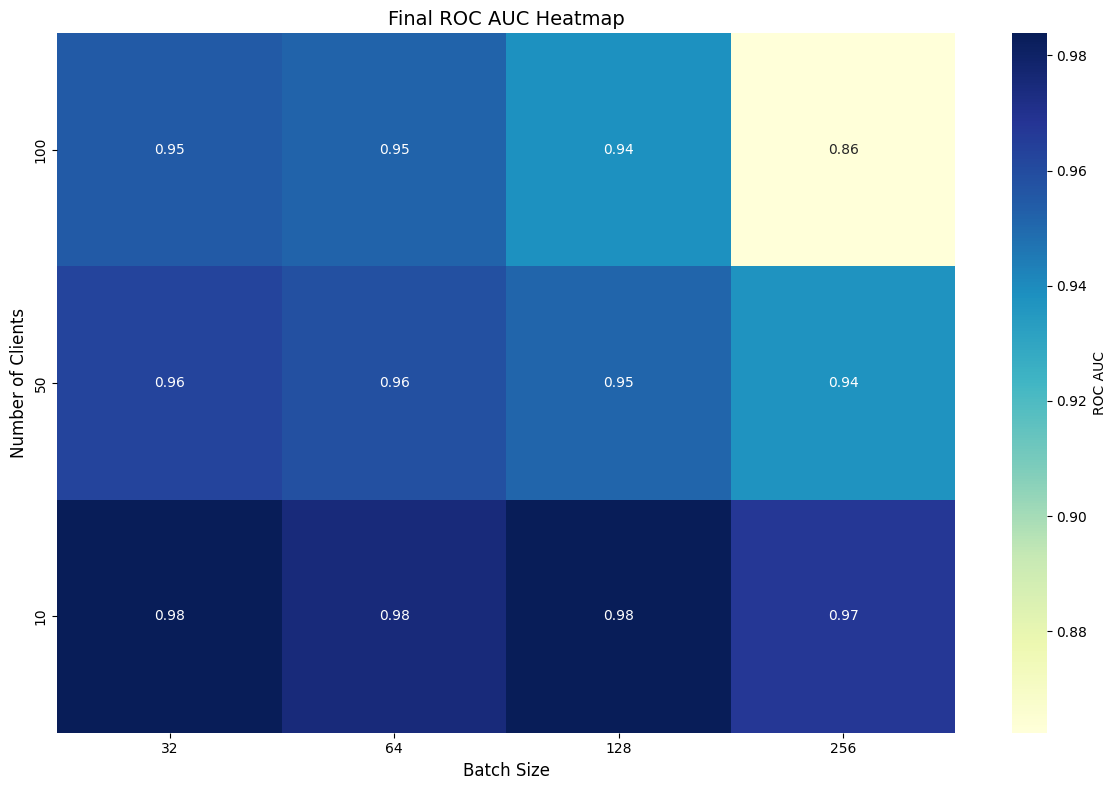 Final ROC AUC Heatmap
Number of Clients
100
0.95 0.95 0.94 0.86
50
0.96 0.96 0.95 0.94
10
0.98 0.98 0.98 0.97
32 64 128 256
Batch Size
0.98
0.96
0.94
0.92
0.90
0.88
ROC AUC